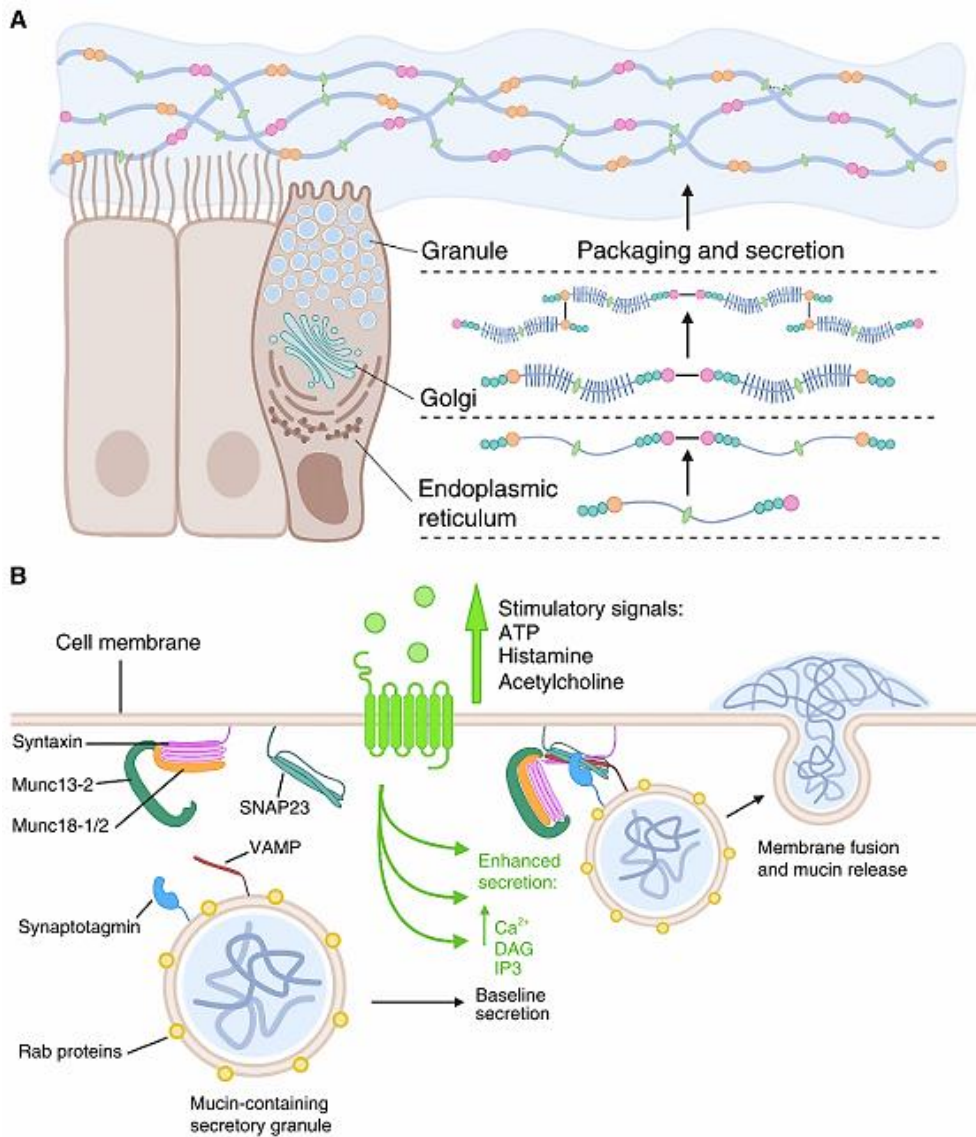 A
Granule
Packaging and secretion
Golgi
Endoplasmic
reticulum
B
Cell membrane
Stimulatory signals:
ATP
Histamine
Acetylcholine
Syntaxin
Munc13-2
Munc18-1/2
SNAP23
VAMP
Synaptotagmin
Rab proteins
Mucin-containing
secretory granule
Enhanced
secretion:
Ca²⁺
DAG
IP3
Baseline
secretion
Membrane fusion
and mucin release